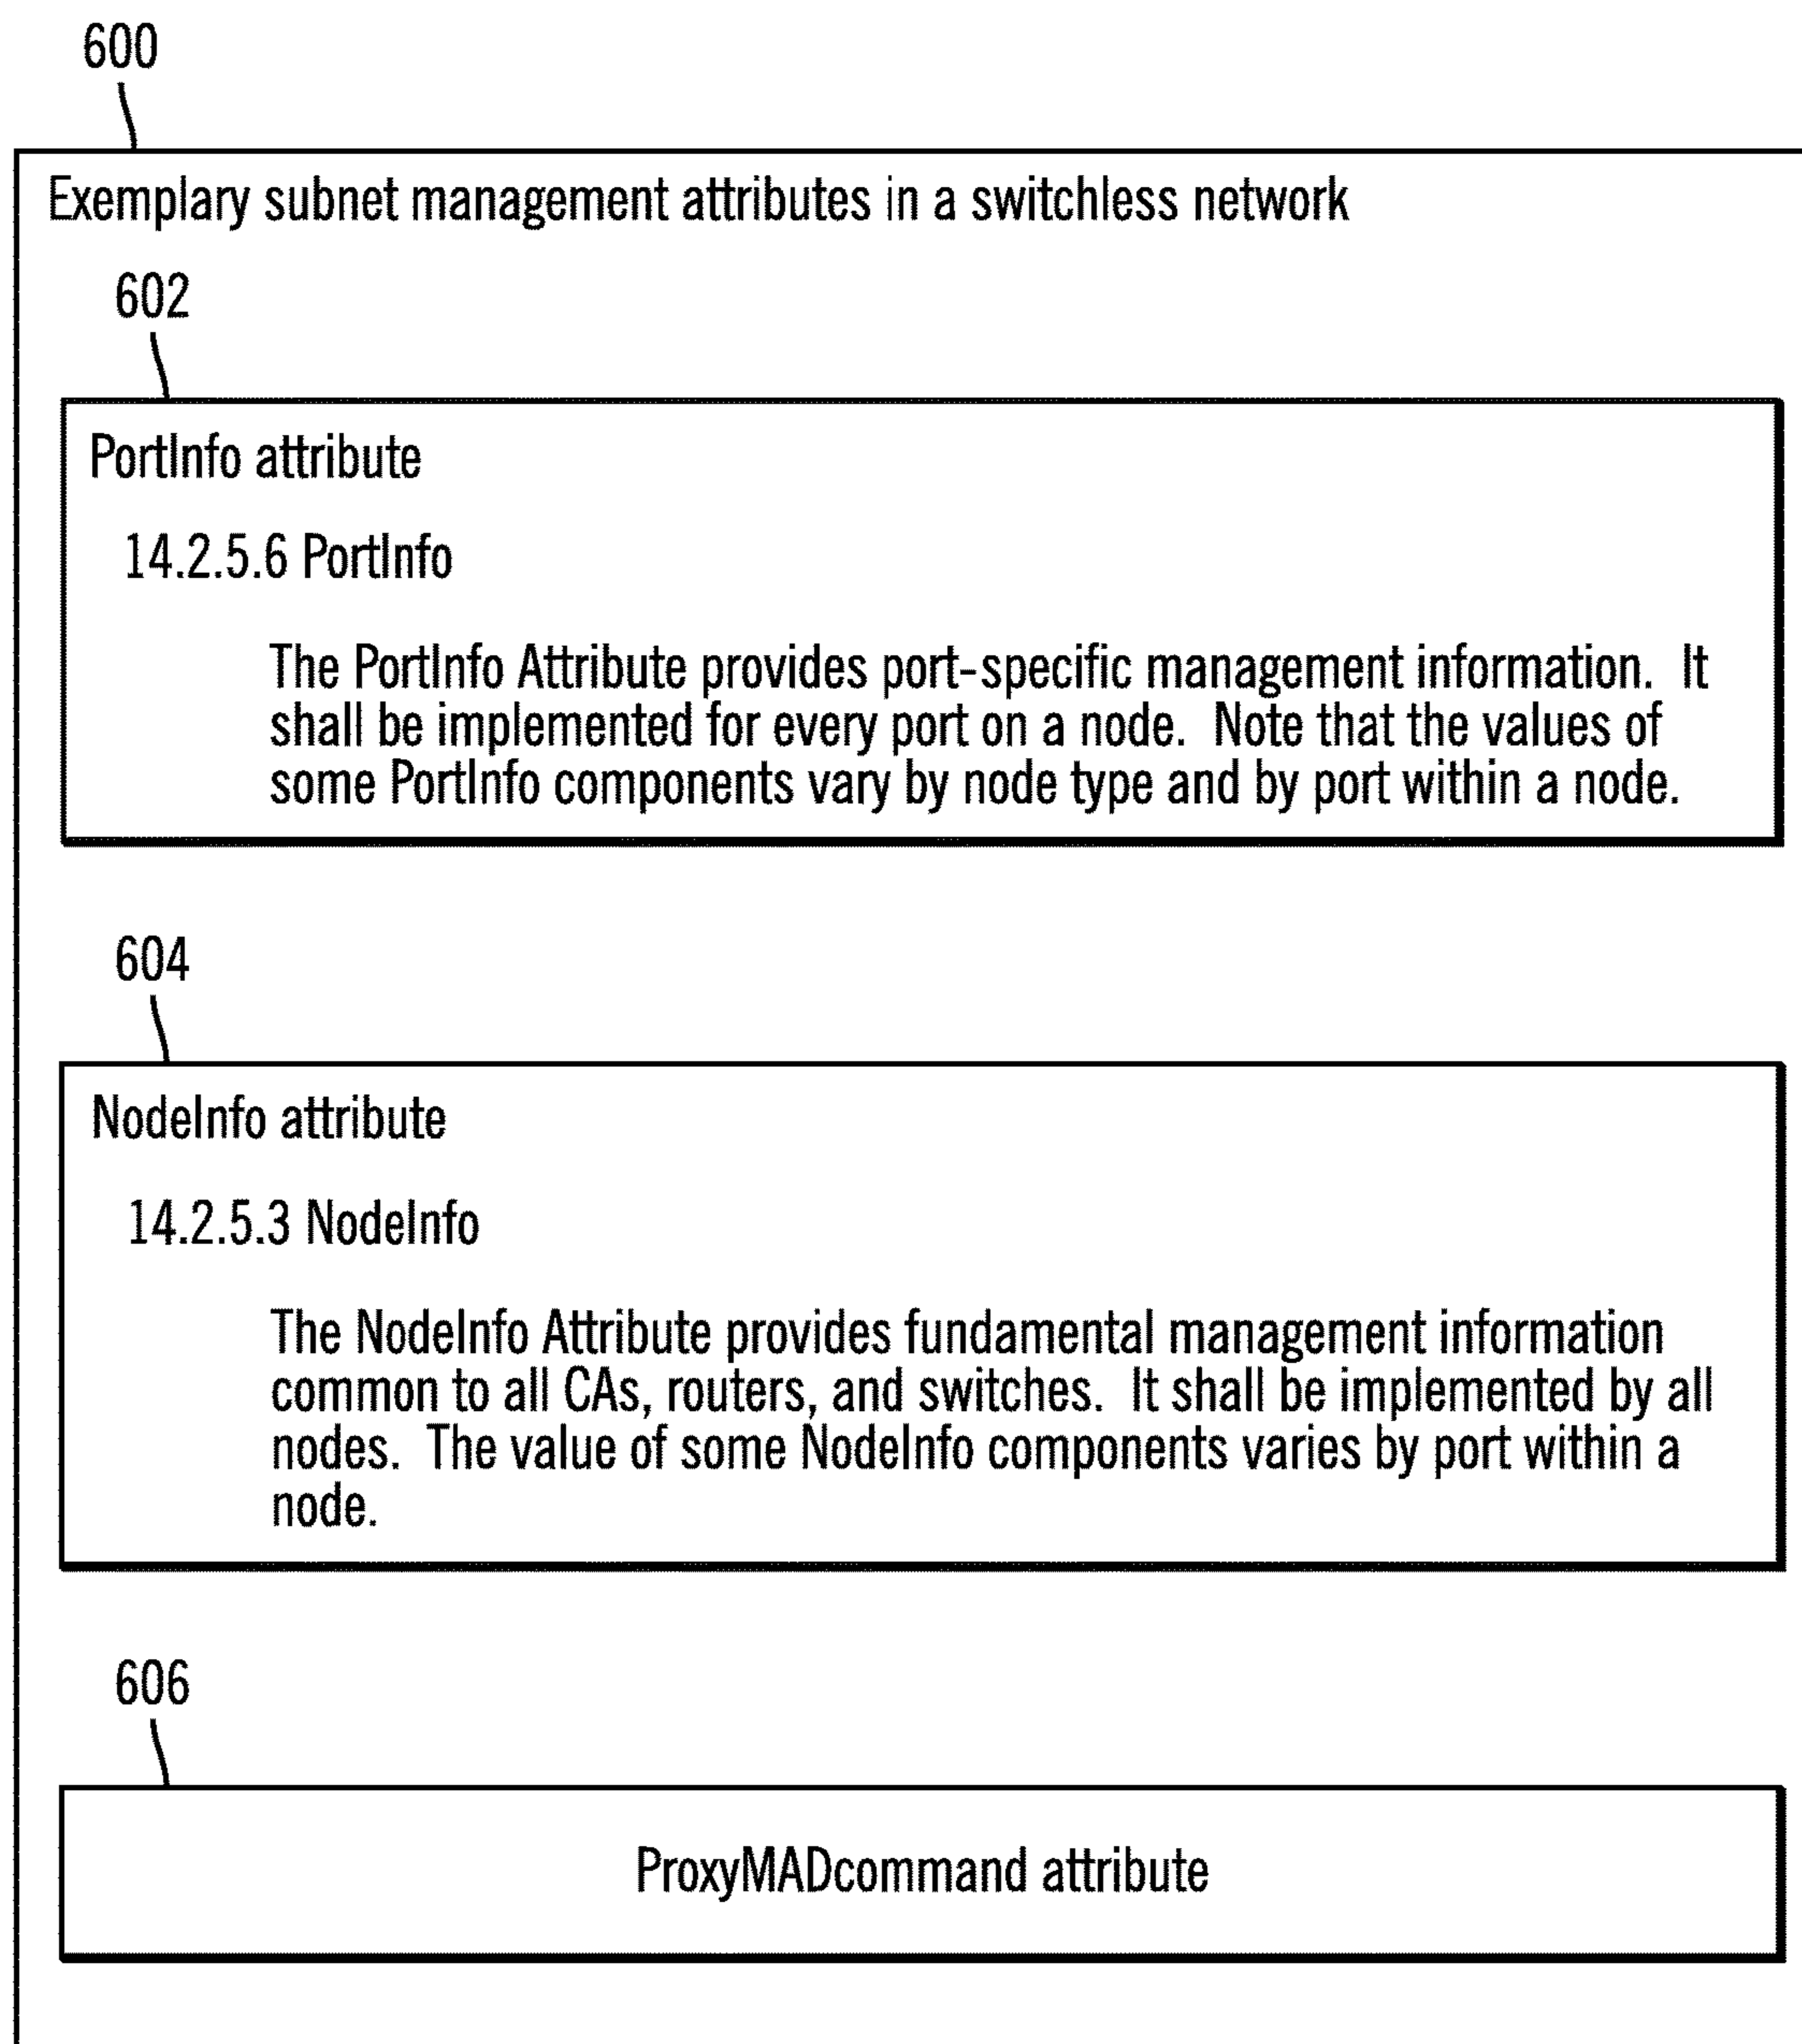 600
Exemplary subnet management attributes in a switchless network
602
PortInfo attribute
14.2.5.6 PortInfo
The PortInfo Attribute provides port-specific management information. It
shall be implemented for every port on a node. Note that the values of
some PortInfo components vary by node type and by port within a node.
604
NodeInfo attribute
14.2.5.3 NodeInfo
The NodeInfo Attribute provides fundamental management information
common to all CAs, routers, and switches. It shall be implemented by all
nodes. The value of some NodeInfo components varies by port within a
node.
606
ProxyMADcommand attribute